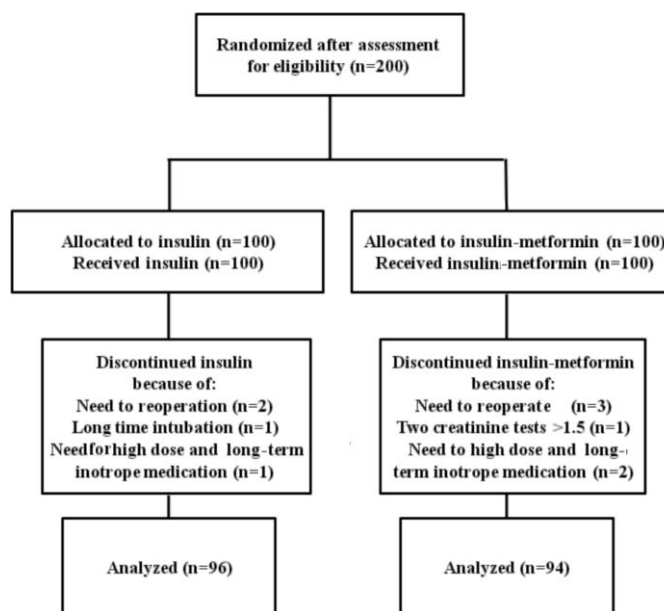 Randomized after assessment
for eligibility (n=200)
Allocated to insulin (n=100)
Received insulin (n=100)
Allocated to insulin-metformin (n=100)
Received insulin-metformin (n=100)
Discontinued insulin
because of:
Need to reoperation (n=2)
Long time intubation (n=1)
Needforhigh dose and long-term
inotrope medication (n=1)
Discontinued insulin-metformin
because of:
Need to reoperate (n=3)
Two creatinine tests >1.5 (n=1)
Need to high dose and long-
term inotrope medication (n=2)
Analyzed (n=96)
Analyzed (n=94)